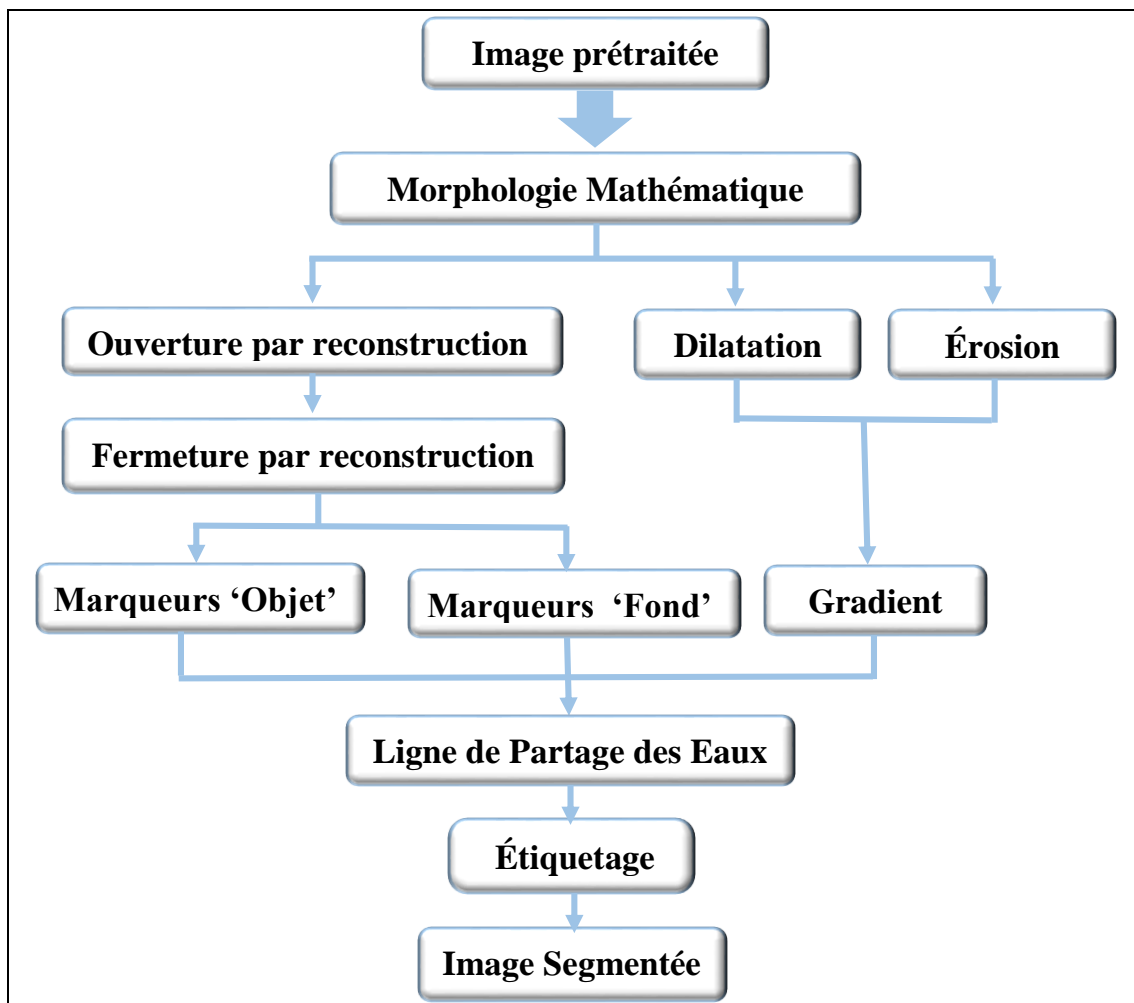 Image prétraitée
Morphologie Mathématique
Ouverture par reconstruction
Dilatation
Érosion
Fermeture par reconstruction
Marqueurs ‘Objet’
Marqueurs ‘Fond’
Gradient
Ligne de Partage des Eaux
Étiquetage
Image Segmentée